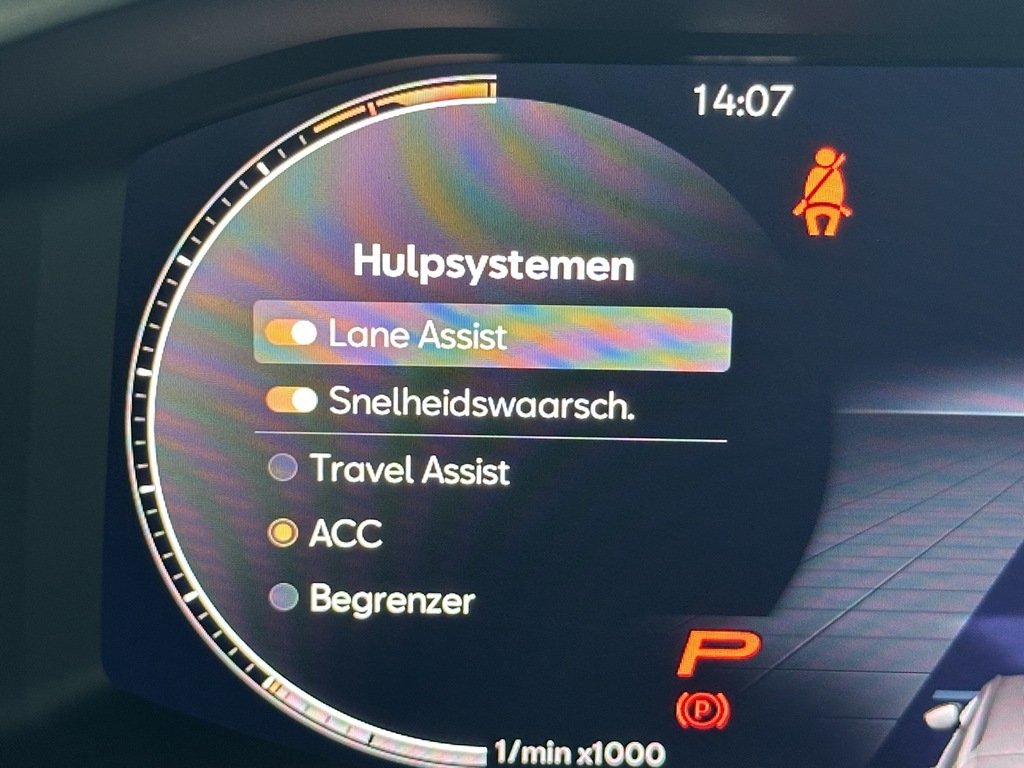 14:07
Hulpsystemen
Lane Assist
Snelheidswaarsch.
Travel Assist
ACC
Begrenzer
P
P
1/min x1000